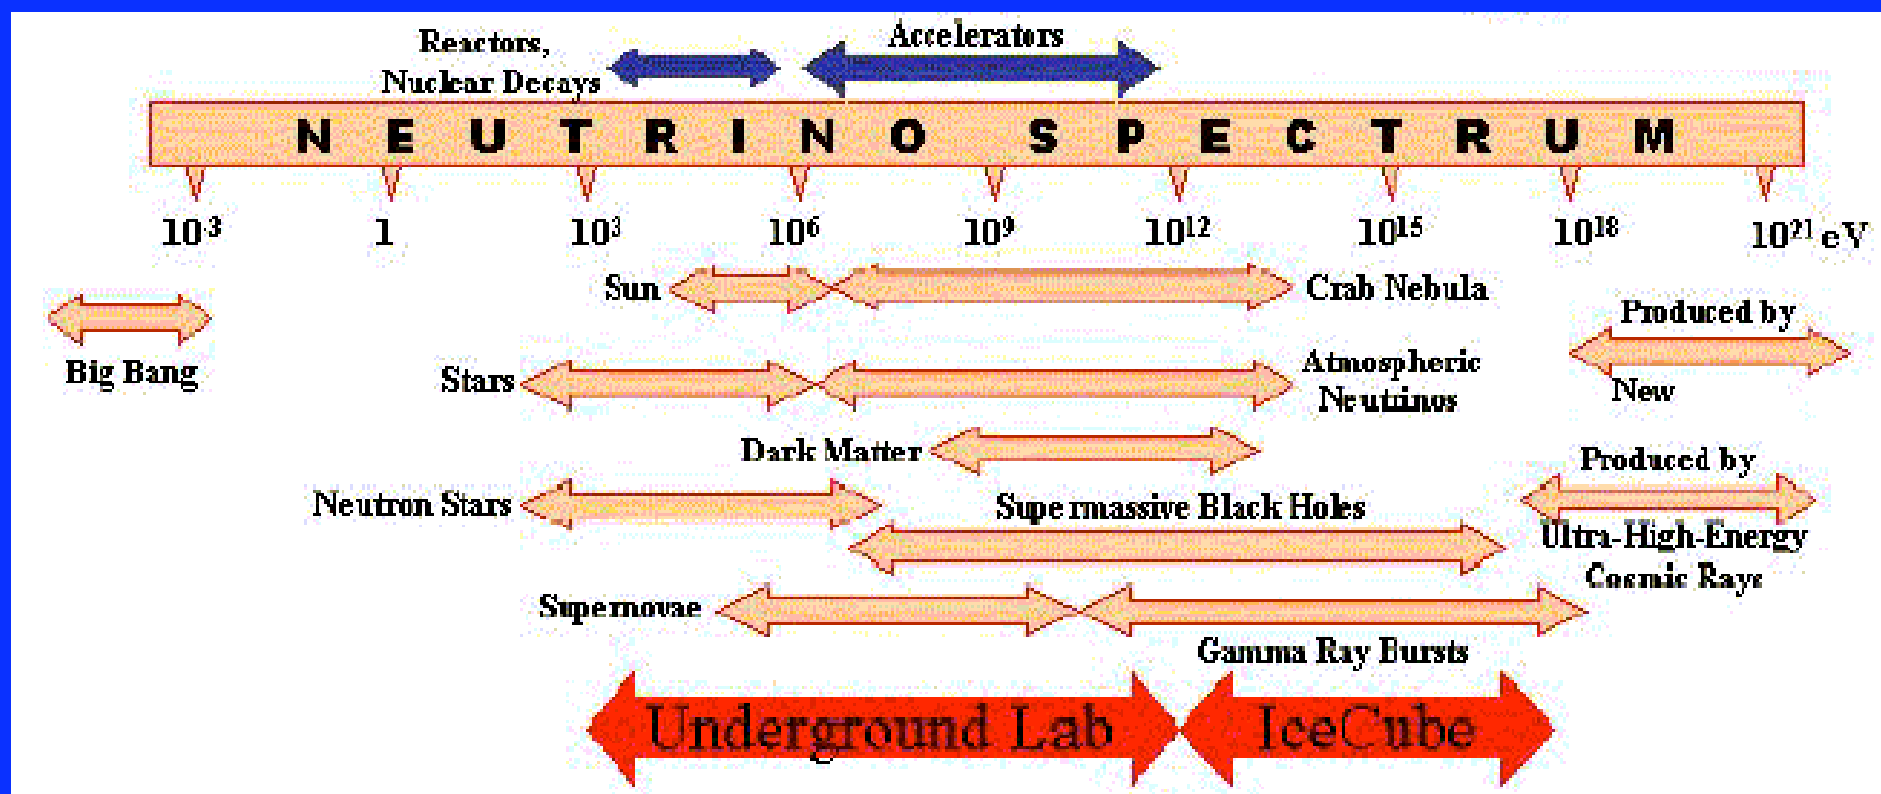 Reactors,
Nuclear Decays
Accelerators
NEUTRINO SPECTRUM
10⁻³ 1 10³ 10⁶ 10⁹ 10¹² 10¹⁵ 10¹⁸ 10²¹ eV
Sun
Crab Nebula
Big Bang
Produced by
New
Stars
Atmospheric
Neutrinos
Dark Matter
Produced by
Ultra-High-Energy
Cosmic Rays
Neutron Stars
Supermassive Black Holes
Supernovae
Gamma Ray Bursts
Underground Lab
IceCube